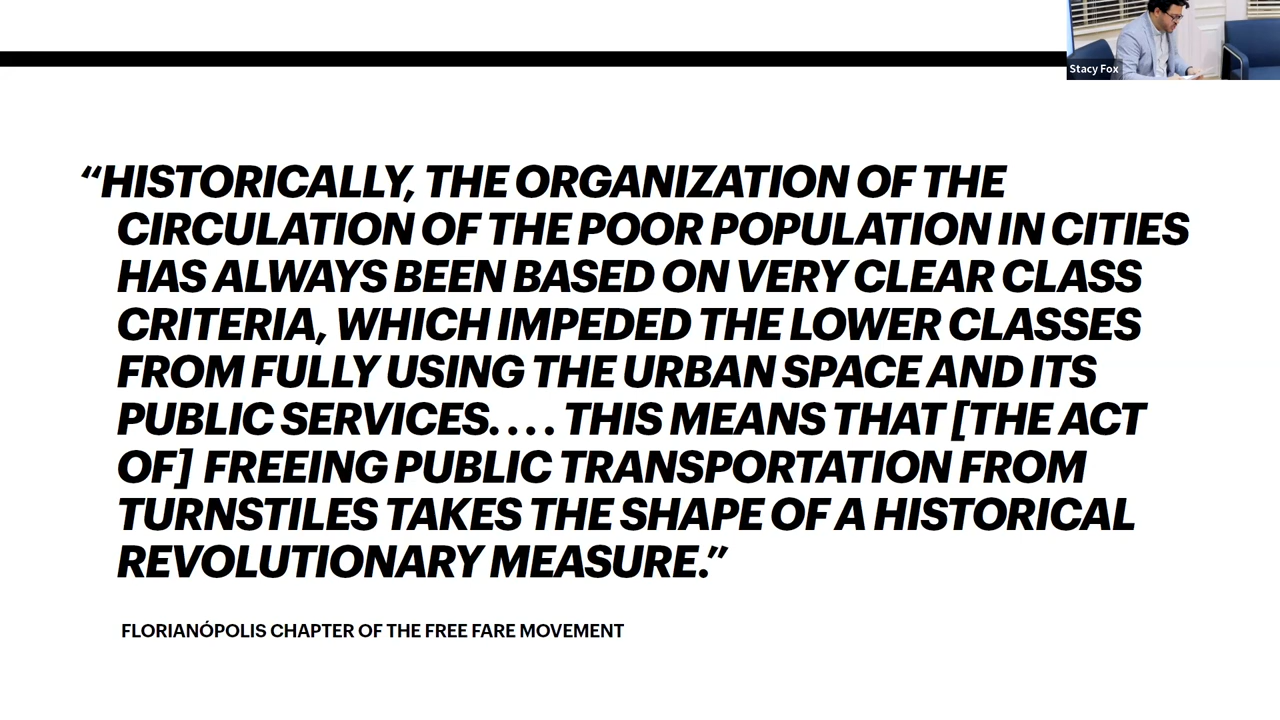 Stacy Fox
“HISTORICALLY, THE ORGANIZATION OF THE
CIRCULATION OF THE POOR POPULATION IN CITIES
HAS ALWAYS BEEN BASED ON VERY CLEAR CLASS
CRITERIA, WHICH IMPEDED THE LOWER CLASSES
FROM FULLY USING THE URBAN SPACE AND ITS
PUBLIC SERVICES. . . . THIS MEANS THAT [THE ACT
OF] FREEING PUBLIC TRANSPORTATION FROM
TURNSTILES TAKES THE SHAPE OF A HISTORICAL
REVOLUTIONARY MEASURE.”
FLORIANÓPOLIS CHAPTER OF THE FREE FARE MOVEMENT